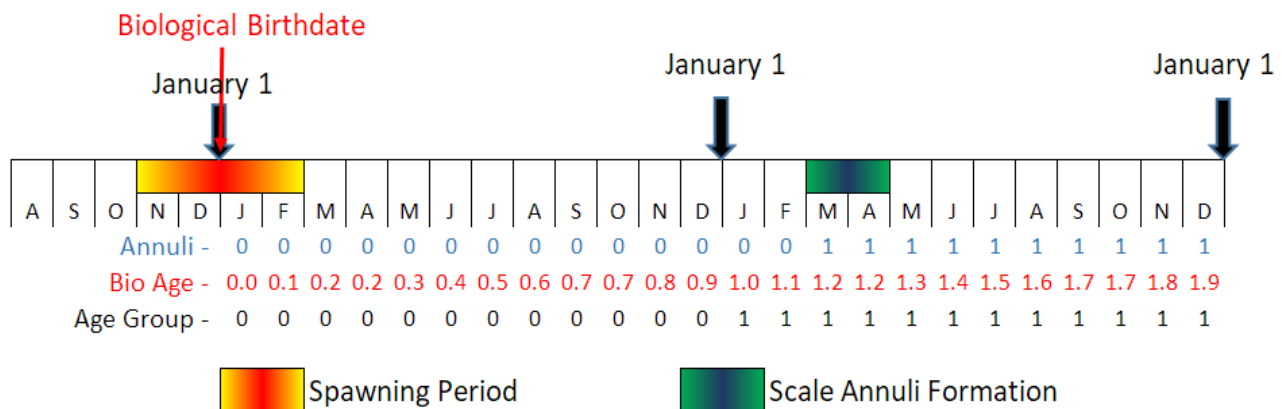 Biological Birthdate
January 1
January 1
January 1
A S O N D J F M A M J J A S O N D J F M A M J J A S O N D
Annuli - 0 0 0 0 0 0 0 0 0 0 0 0 0 0 1 1 1 1 1 1 1 1 1 1
Bio Age - 0.0 0.1 0.2 0.2 0.3 0.4 0.5 0.6 0.7 0.7 0.8 0.9 1.0 1.1 1.2 1.2 1.3 1.4 1.5 1.6 1.7 1.7 1.8 1.9
Age Group - 0 0 0 0 0 0 0 0 0 0 0 0 1 1 1 1 1 1 1 1 1 1 1 1
Spawning Period
Scale Annuli Formation